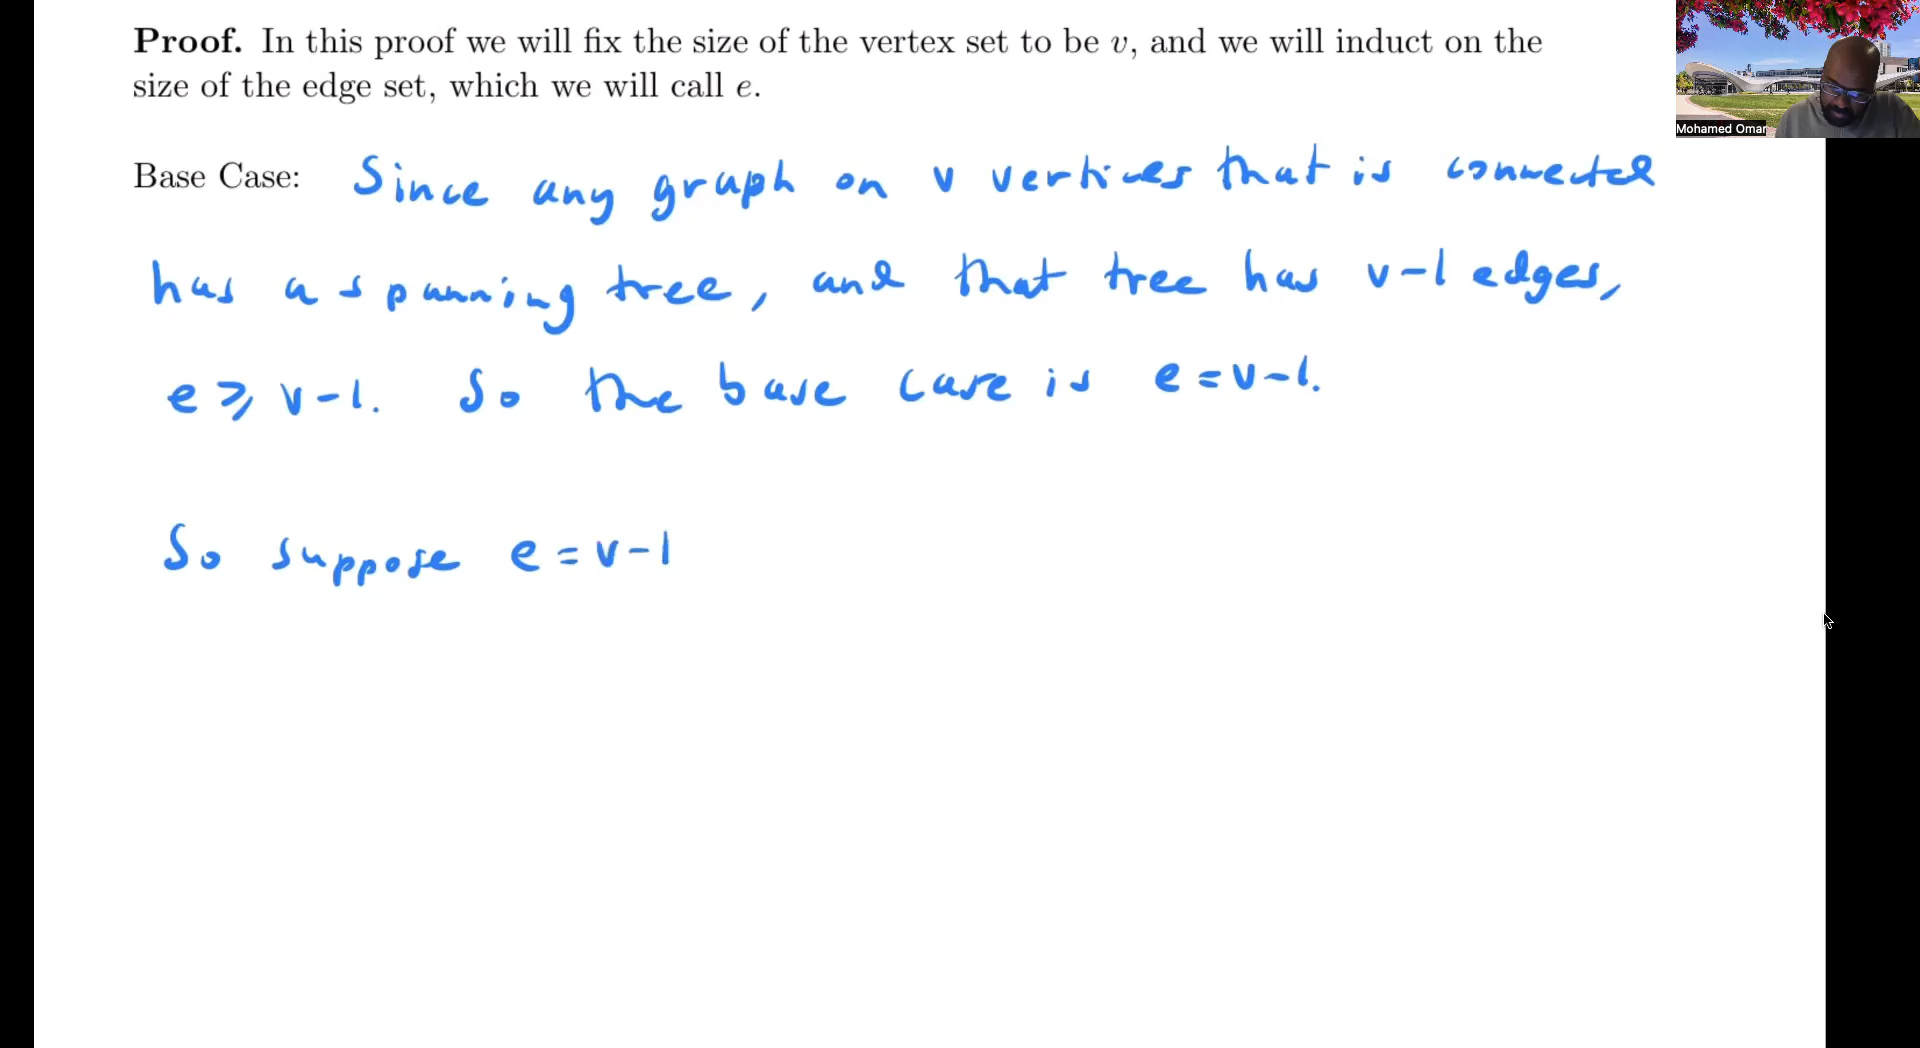 Proof. In this proof we will fix the size of the vertex set to be v, and we will induct on the
size of the edge set, which we will call e.
Mohamed Omar
Base Case: Since any graph on v vertices that is connected
has a spanning tree, and that tree has v-1 edges,
e ≥ v-1. So the base case is e = v-1.
So suppose e = v-1